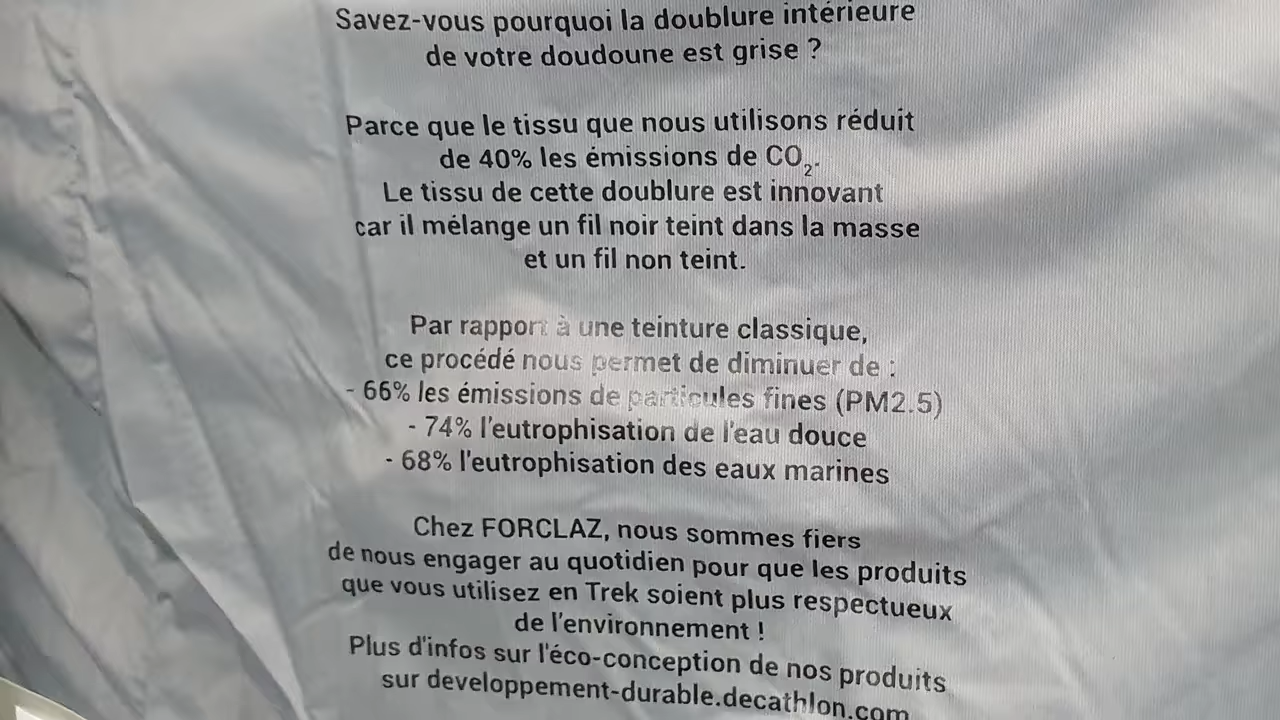 Savez-vous pourquoi la doublure intérieure
de votre doudoune est grise ?
Parce que le tissu que nous utilisons réduit
de 40% les émissions de CO₂.
Le tissu de cette doublure est innovant
car il mélange un fil noir teint dans la masse
et un fil non teint.
Par rapport à une teinture classique,
ce procédé nous permet de diminuer de :
- 66% les émissions de particules fines (PM2.5)
- 74% l'eutrophisation de l'eau douce
- 68% l'eutrophisation des eaux marines
Chez FORCLAZ, nous sommes fiers
de nous engager au quotidien pour que les produits
que vous utilisez en Trek soient plus respectueux
de l'environnement !
Plus d'infos sur l'éco-conception de nos produits
sur developpement-durable.decathlon.com